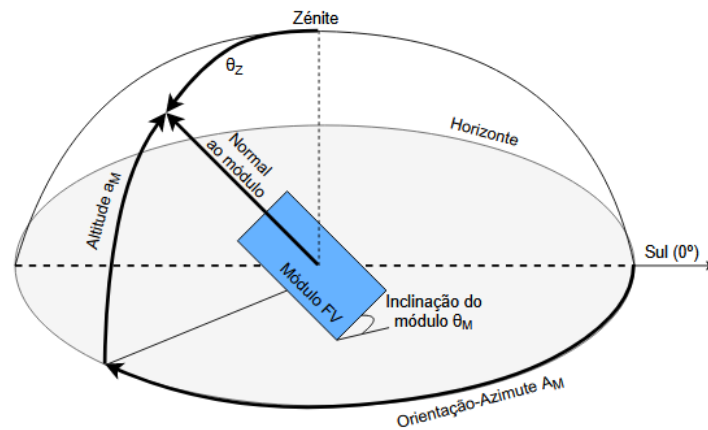 Zénite
θZ
Horizonte
Normal
ao módulo
Altitude aM
Sul (0º)
Módulo FV
Inclinação do
módulo θM
Orientação-Azimute AM